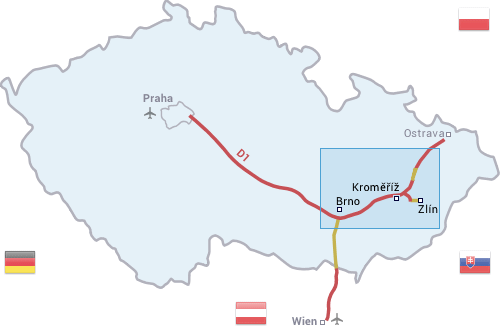 Praha
Ostrava
D1
Kroměříž
Brno
Zlín
Wien